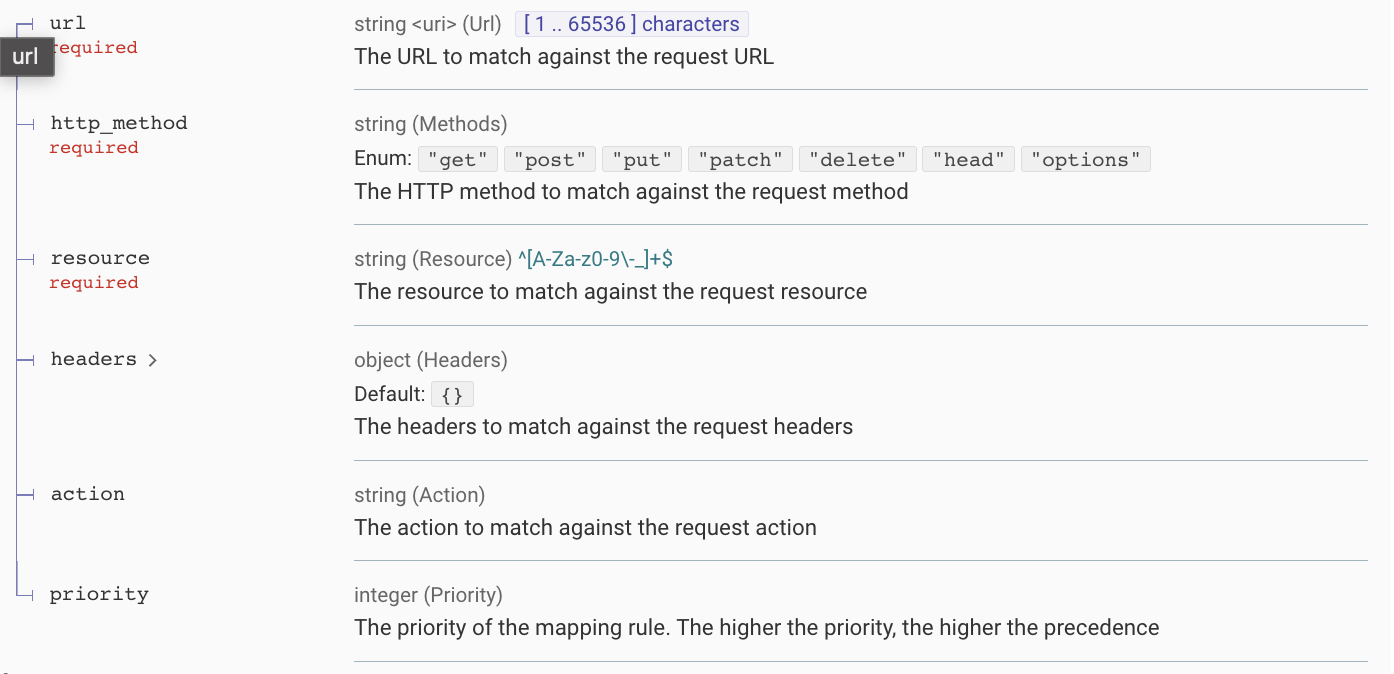 url
string <uri> (Url) [ 1 .. 65536 ] characters
required
url
The URL to match against the request URL
http_method
string (Methods)
required
Enum: "get" "post" "put" "patch" "delete" "head" "options"
The HTTP method to match against the request method
resource
string (Resource) ^[A-Za-z0-9\-_]+$
required
The resource to match against the request resource
headers >
object (Headers)
Default: {}
The headers to match against the request headers
action
string (Action)
The action to match against the request action
priority
integer (Priority)
The priority of the mapping rule. The higher the priority, the higher the precedence